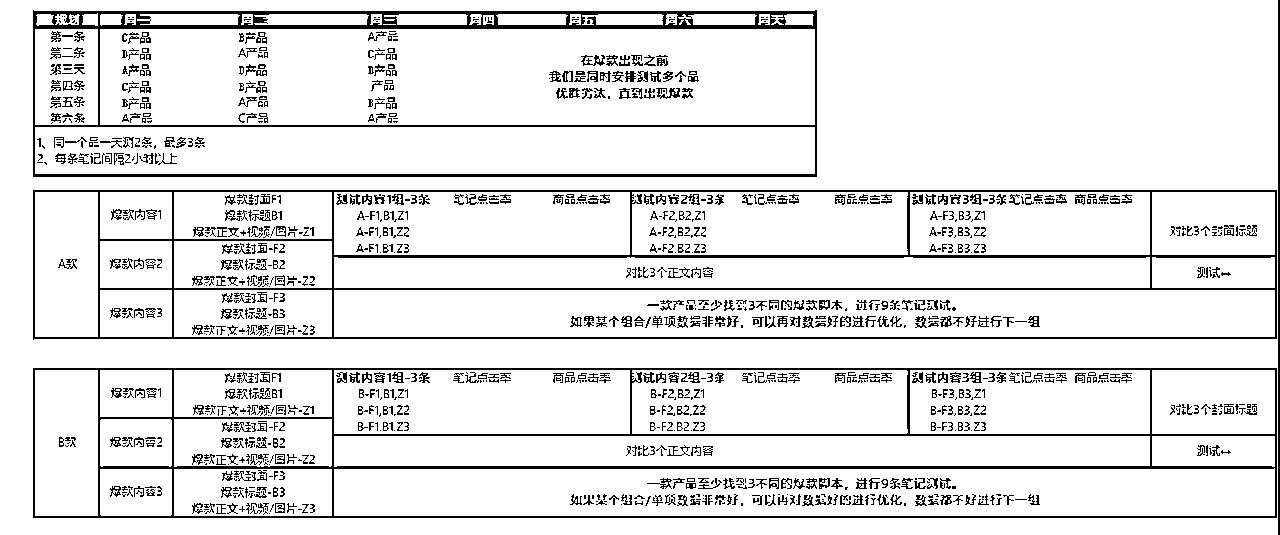 规划 周一 周二 周三 周四 周五 周六 周天
第一条 C产品 B产品 A产品
第二条 B产品 A产品 C产品
第三天 A产品 D产品 D产品
第四条 C产品 B产品 产品
第五条 B产品 A产品 B产品
第六条 A产品 C产品 A产品
在爆款出现之前
我们是同时安排测试多个品
优胜劣汰，直到出现爆款
1、同一个品一天测2条，最多3条
2、每条笔记间隔2小时以上
A款
爆款内容1
爆款封面F1
爆款标题B1
爆款正文+视频/图片-Z1
爆款内容2
爆款封面-F2
爆款标题-B2
爆款正文+视频/图片-Z2
爆款内容3
爆款封面-F3
爆款标题-B3
爆款正文+视频/图片-Z3
测试内容1组-3条 笔记点击率 商品点击率 测试内容2组-3条 笔记点击率 商品点击率 测试内容3组-3条 笔记点击率 商品点击率
A-F1,B1,Z1 A-F2,B2,Z1 A-F3,B3,Z1
A-F1,B1,Z2 A-F2,B2,Z2 A-F3,B3,Z2
A-F1.B1.Z3 A-F2.B2.Z3 A-F3.B3.Z3
对比3个封面标题
对比3个正文内容 测试↔
一款产品至少找到3不同的爆款脚本，进行9条笔记测试。
如果某个组合/单项数据非常好，可以再对数据好的进行优化，数据都不好进行下一组
B款
爆款内容1
爆款封面F1
爆款标题B1
爆款正文+视频/图片-Z1
爆款内容2
爆款封面-F2
爆款标题-B2
爆款正文+视频/图片-Z2
爆款内容3
爆款封面-F3
爆款标题-B3
爆款正文+视频/图片-Z3
测试内容1组-3条 笔记点击率 商品点击率 测试内容2组-3条 笔记点击率 商品点击率 测试内容3组-3条 笔记点击率 商品点击率
B-F1,B1,Z1 B-F2,B2,Z1 B-F3,B3,Z1
B-F1,B1,Z2 B-F2,B2,Z2 B-F3,B3,Z2
B-F1.B1.Z3 B-F2.B2.Z3 B-F3.B3.Z3
对比3个封面标题
对比3个正文内容 测试↔
一款产品至少找到3不同的爆款脚本，进行9条笔记测试。
如果某个组合/单项数据非常好，可以再对数据好的进行优化，数据都不好进行下一组